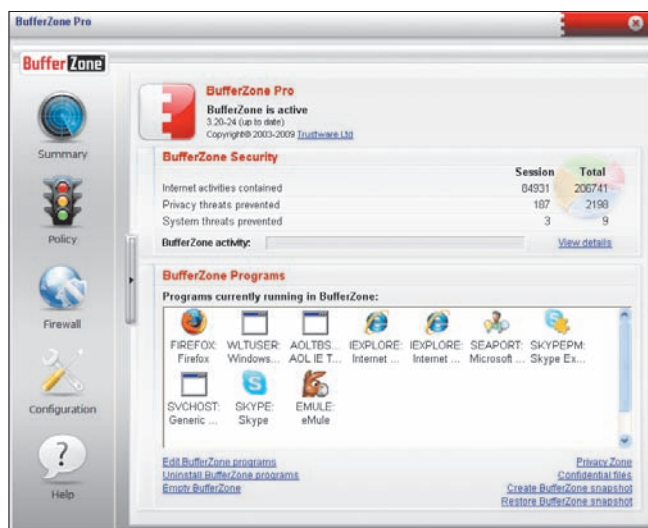 BufferZone Pro
Buffer Zone
BufferZone Pro
BufferZone is active
3.20-24 (up to date)
Copyright© 2003-2009 Trustware Ltd
Summary
BufferZone Security
Session Total
Internet activities contained 84931 206741
Privacy threats prevented 187 2198
System threats prevented 3 9
BufferZone activity: View details
Policy
BufferZone Programs
Programs currently running in BufferZone:
Firewall
FIREFOX: WLTUSER: AOLTBS... IEXPLORE: IEXPLORE: SEAPORT: SKYPEPM:
Firefox Windows... AOL IE T... Internet ... Internet ... Microsoft ... Skype Ex...
Configuration
SVCHOST: SKYPE: EMULE:
Generic ... Skype eMule
?
Help
Edit BufferZone programs Privacy Zone
Uninstall BufferZone programs Confidential files
Empty BufferZone Create BufferZone snapshot
Restore BufferZone snapshot